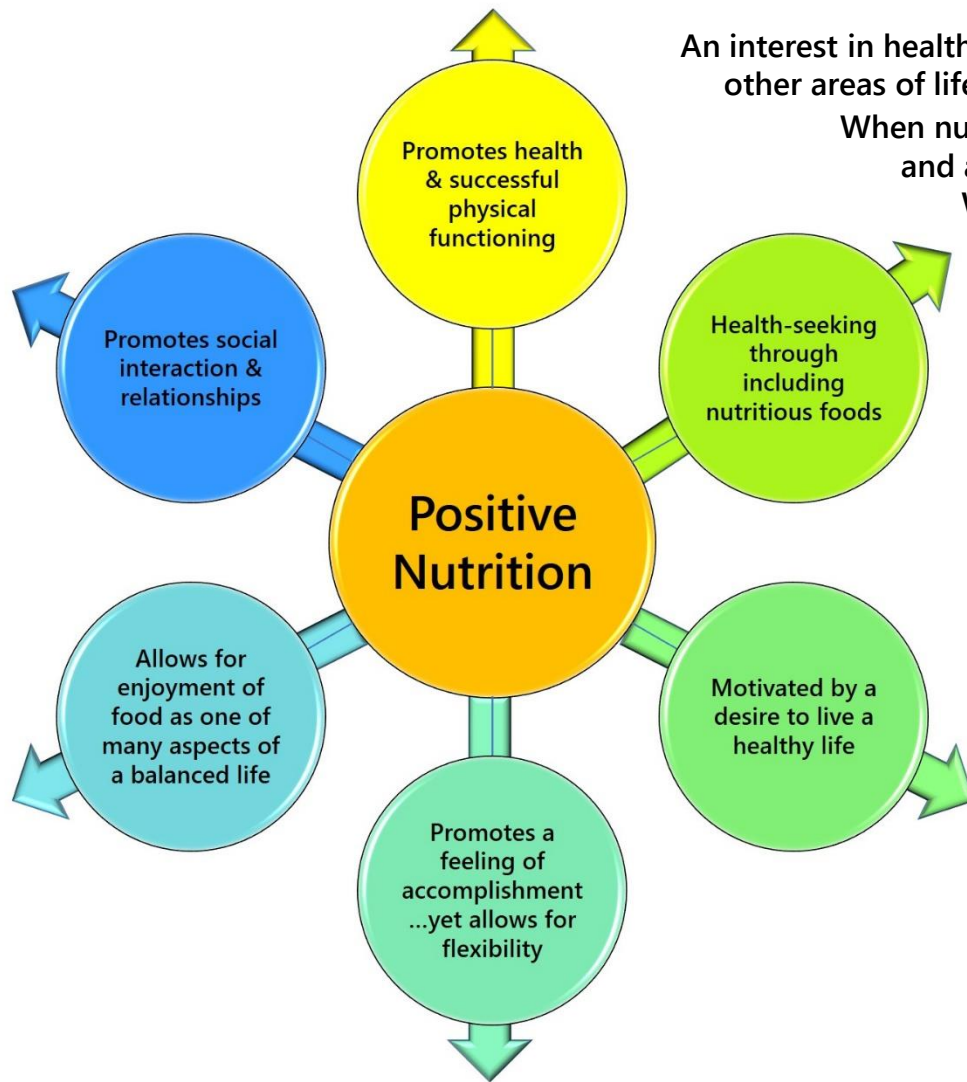 An interest in health
other areas of life
When nu
and a
Promotes health
& successful
physical
functioning
Promotes social
interaction &
relationships
Health-seeking
through
including
nutritious foods
Positive
Nutrition
Allows for
enjoyment of
food as one of
many aspects of
a balanced life
Motivated by a
desire to live a
healthy life
Promotes a
feeling of
accomplishment
...yet allows for
flexibility